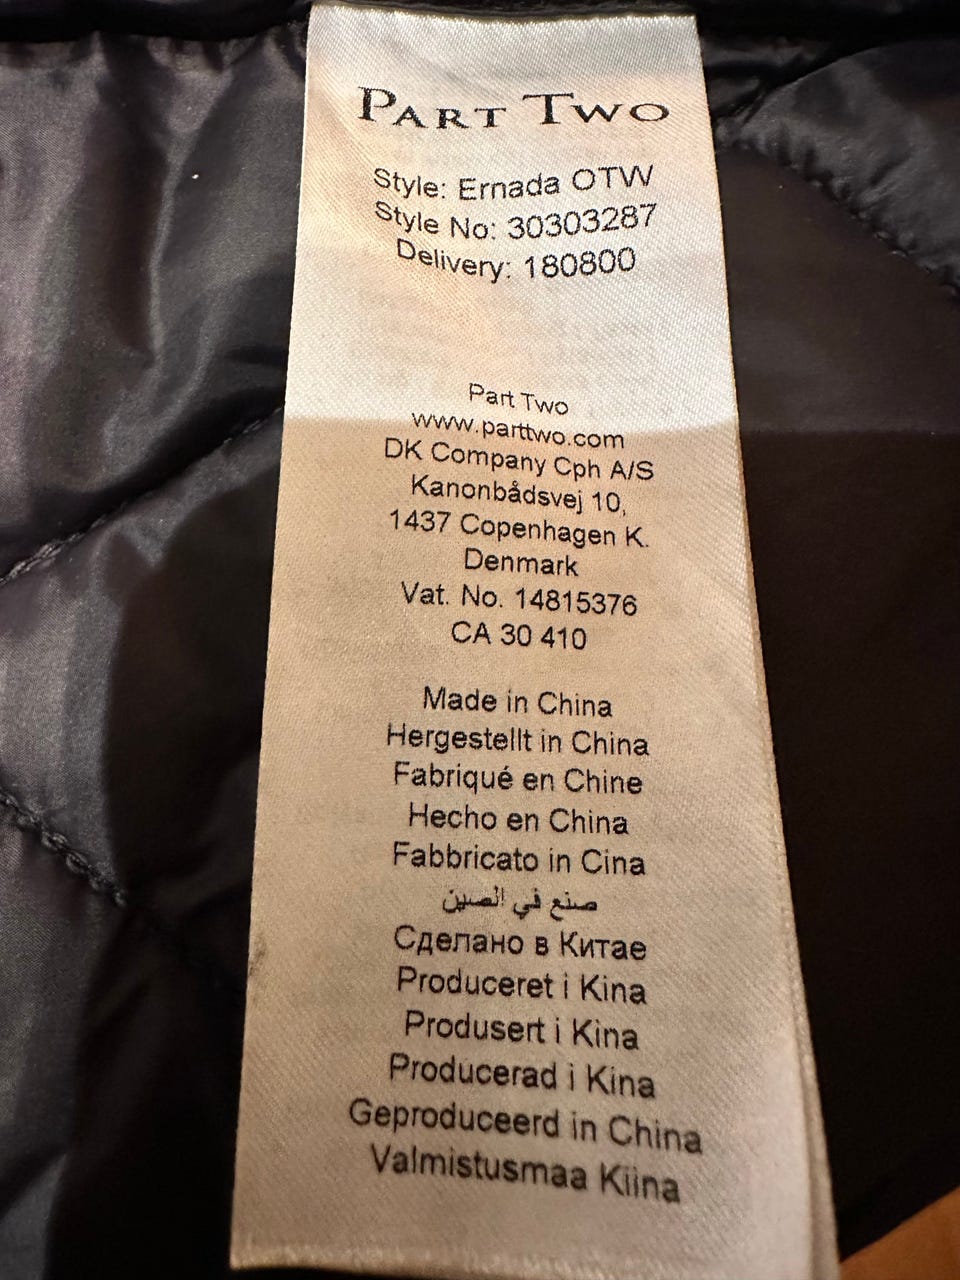 PART TWO
Style: Ernada OTW
Style No: 30303287
Delivery: 180800
Part Two
www.parttwo.com
DK Company Cph A/S
Kanonbådsvej 10,
1437 Copenhagen K.
Denmark
Vat. No. 14815376
CA 30 410
Made in China
Hergestellt in China
Fabriqué en Chine
Hecho en China
Fabbricato in Cina
صنع في الصين
Сделано в Китае
Produceret i Kina
Produsert i Kina
Producerad i Kina
Geproduceerd in China
Valmistusmaa Kiina